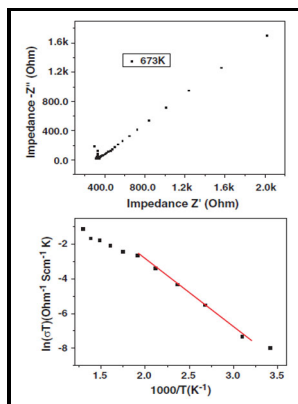 Impedance -Z'' (Ohm)
1.6k
1.2k
800.0
400.0
0.0
673K
400.0 800.0 1.2k 1.6k 2.0k
Impedance Z' (Ohm)
ln(σT)(Ohm⁻¹ Scm⁻¹ K)
-2
-4
-6
-8
1.5 2.0 2.5 3.0 3.5
1000/T(K⁻¹)